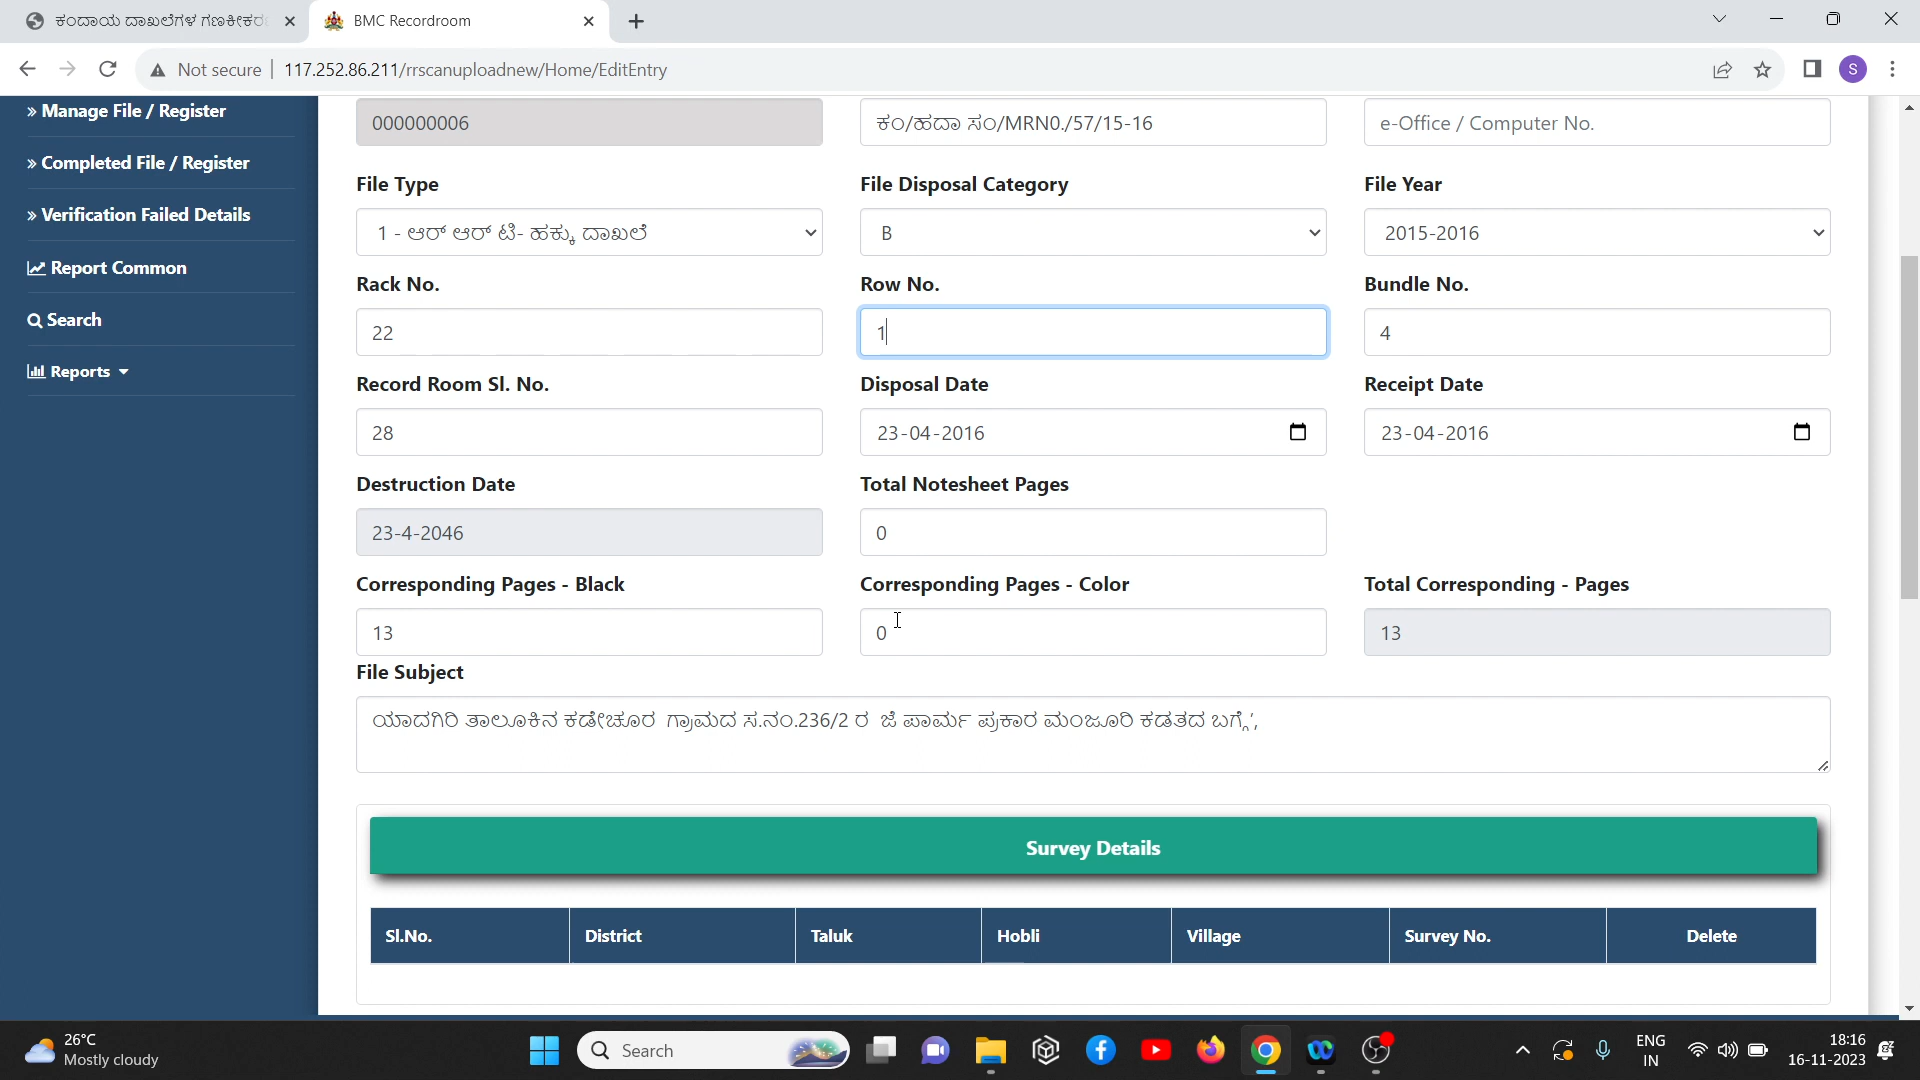 ಕಂದಾಯ ದಾಖಲೆಗಳ ಗಣಕೀಕರ
BMC Recordroom
Not secure | 117.252.86.211/rrscanuploadnew/Home/EditEntry
S
» Manage File / Register
» Completed File / Register
» Verification Failed Details
Report Common
Search
Reports
000000006
ಕಂ/ಹದಾ ಸಂ/MRN0./57/15-16
e-Office / Computer No.
File Type
File Disposal Category
File Year
1 - ಆರ್ ಆರ್ ಟಿ- ಹಕ್ಕು ದಾಖಲೆ
B
2015-2016
Rack No.
Row No.
Bundle No.
22
1
4
Record Room Sl. No.
Disposal Date
Receipt Date
28
23-04-2016
23-04-2016
Destruction Date
Total Notesheet Pages
23-4-2046
0
Corresponding Pages - Black
Corresponding Pages - Color
Total Corresponding - Pages
13
0
13
File Subject
ಯಾದಗಿರಿ ತಾಲೂಕಿನ ಕಡೇಚೂರ ಗ್ರಾಮದ ಸ.ನಂ.236/2 ರ ಜೆ ಪಾರ್ಮ ಪ್ರಕಾರ ಮಂಜೂರಿ ಕಡತದ ಬಗ್ಗೆ',
Survey Details
Sl.No.
District
Taluk
Hobli
Village
Survey No.
Delete
26°C
Mostly cloudy
Search
ENG
IN
18:16
16-11-2023